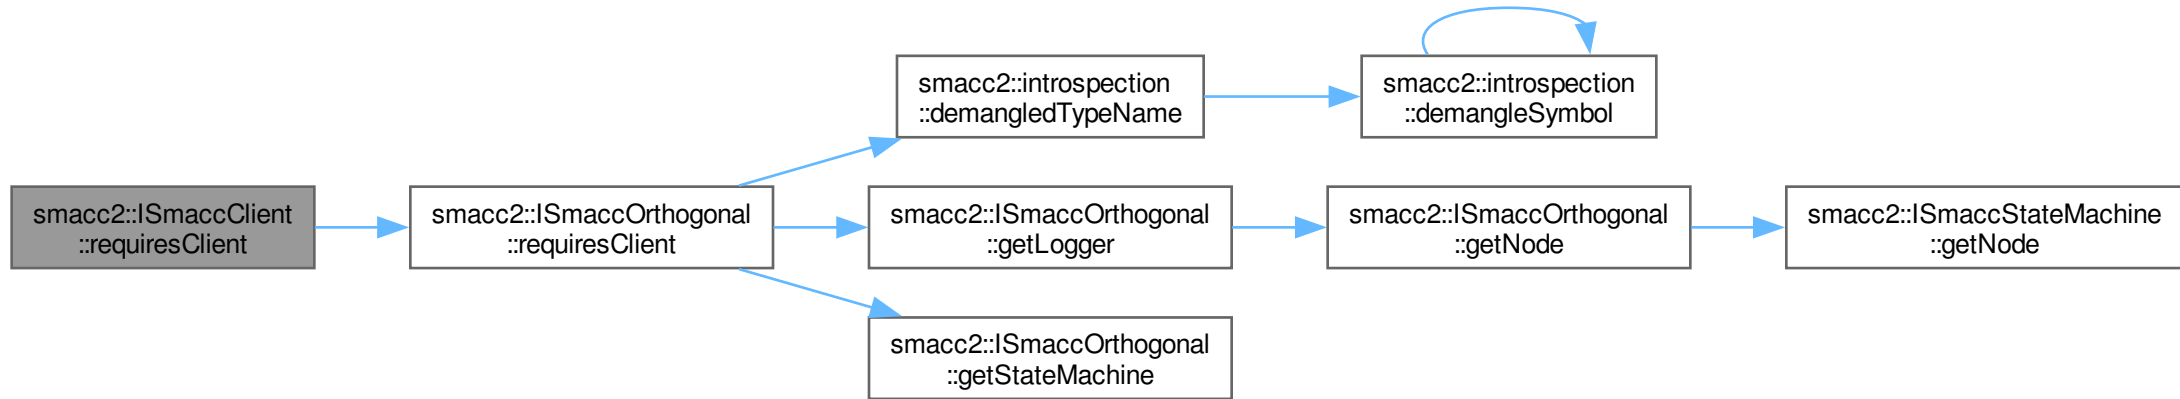 smacc2::ISmaccClient
::requiresClient
smacc2::ISmaccOrthogonal
::requiresClient
smacc2::introspection
::demangledTypeName
smacc2::introspection
::demangleSymbol
smacc2::ISmaccOrthogonal
::getLogger
smacc2::ISmaccOrthogonal
::getNode
smacc2::ISmaccStateMachine
::getNode
smacc2::ISmaccOrthogonal
::getStateMachine